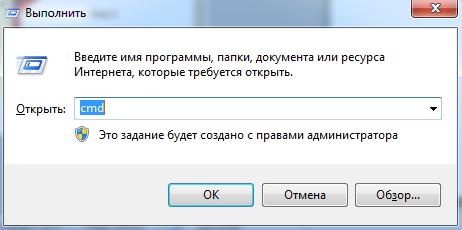 Выполнить
Введите имя программы, папки, документа или ресурса
Интернета, которые требуется открыть.
Открыть: cmd
Это задание будет создано с правами администратора
ОК
Отмена
Обзор...